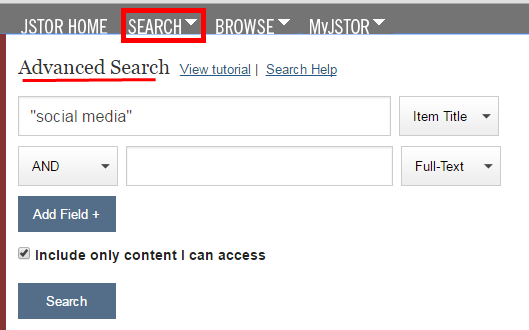 JSTOR HOME SEARCH BROWSE MyJSTOR
Advanced Search View tutorial | Search Help
"social media" Item Title
AND Full-Text
Add Field +
Include only content I can access
Search